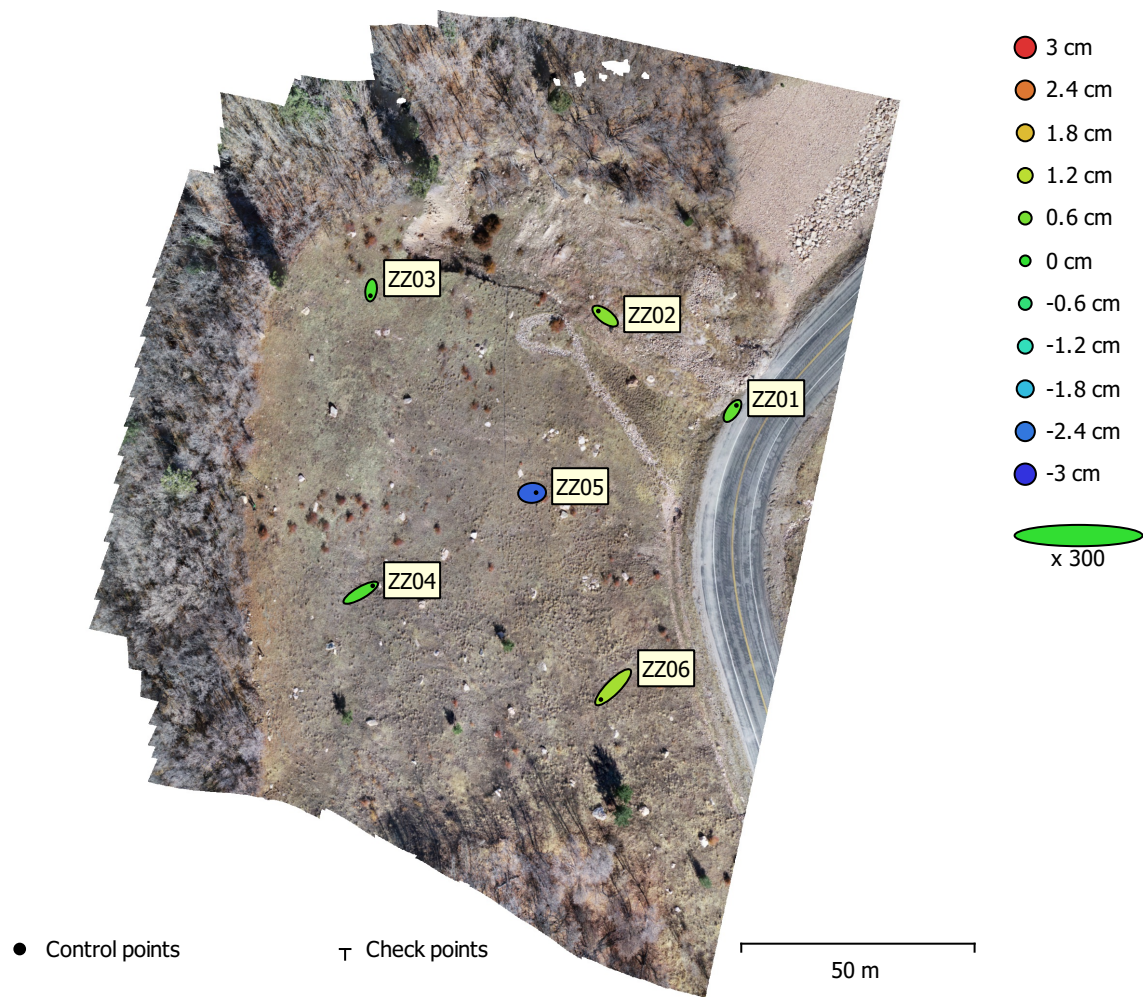 3 cm
2.4 cm
1.8 cm
1.2 cm
0.6 cm
0 cm
-0.6 cm
-1.2 cm
-1.8 cm
-2.4 cm
-3 cm
x 300
ZZ03
ZZ02
ZZ01
ZZ05
ZZ04
ZZ06
Control points
Check points
50 m